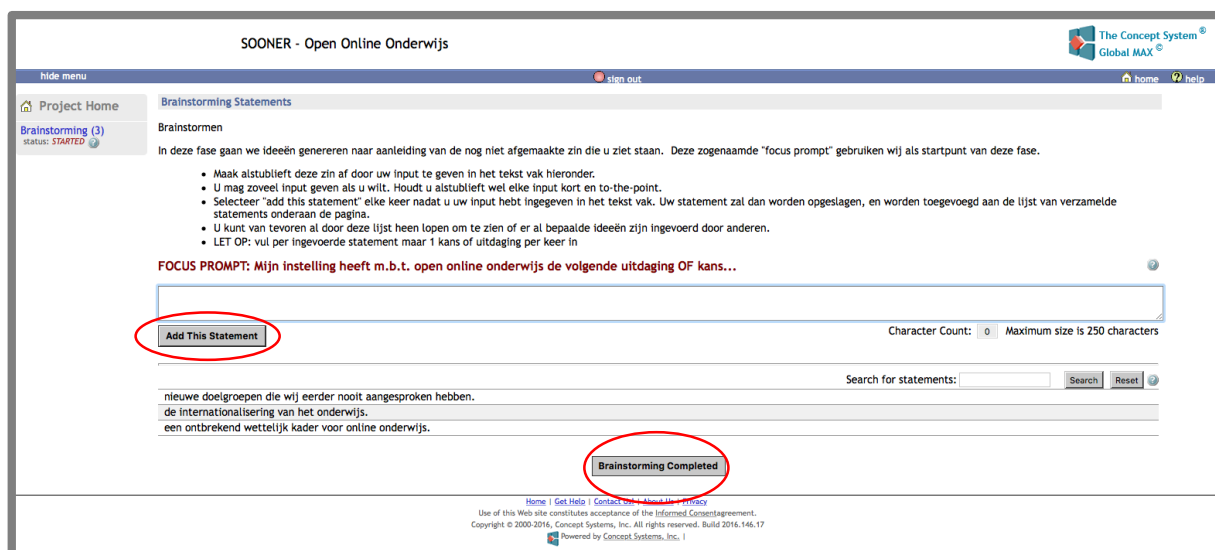 SOONER - Open Online Onderwijs
The Concept System ®
Global MAX ©
hide menu
sign out
home
help
Project Home
Brainstorming (3)
status: STARTED
Brainstorming Statements
Brainstormen
In deze fase gaan we ideeën genereren naar aanleiding van de nog niet afgemaakte zin die u ziet staan. Deze zogenaamde "focus prompt" gebruiken wij als startpunt van deze fase.
• Maak alstublieft deze zin af door uw input te geven in het tekst vak hieronder.
• U mag zoveel input geven als u wilt. Houdt u alstublieft wel elke input kort en to-the-point.
• Selecteer "add this statement" elke keer nadat u uw input hebt ingegeven in het tekst vak. Uw statement zal dan worden opgeslagen, en worden toegevoegd aan de lijst van verzamelde
statements onderaan de pagina.
• U kunt van tevoren al door deze lijst heen lopen om te zien of er al bepaalde ideeën zijn ingevoerd door anderen.
• LET OP: vul per ingevoerde statement maar 1 kans of uitdaging per keer in
FOCUS PROMPT: Mijn instelling heeft m.b.t. open online onderwijs de volgende uitdaging OF kans...
Add This Statement
Character Count: 0 Maximum size is 250 characters
Search for statements: Search Reset
nieuwe doelgroepen die wij eerder nooit aangesproken hebben.
de internationalisering van het onderwijs.
een ontbrekend wettelijk kader voor online onderwijs.
Brainstorming Completed
Home | Get Help | Contact Us! | About Us | Privacy
Use of this Web site constitutes acceptance of the Informed Consentagreement.
Copyright © 2000-2016, Concept Systems, Inc. All rights reserved. Build 2016.146.17
Powered by Concept Systems, Inc. |